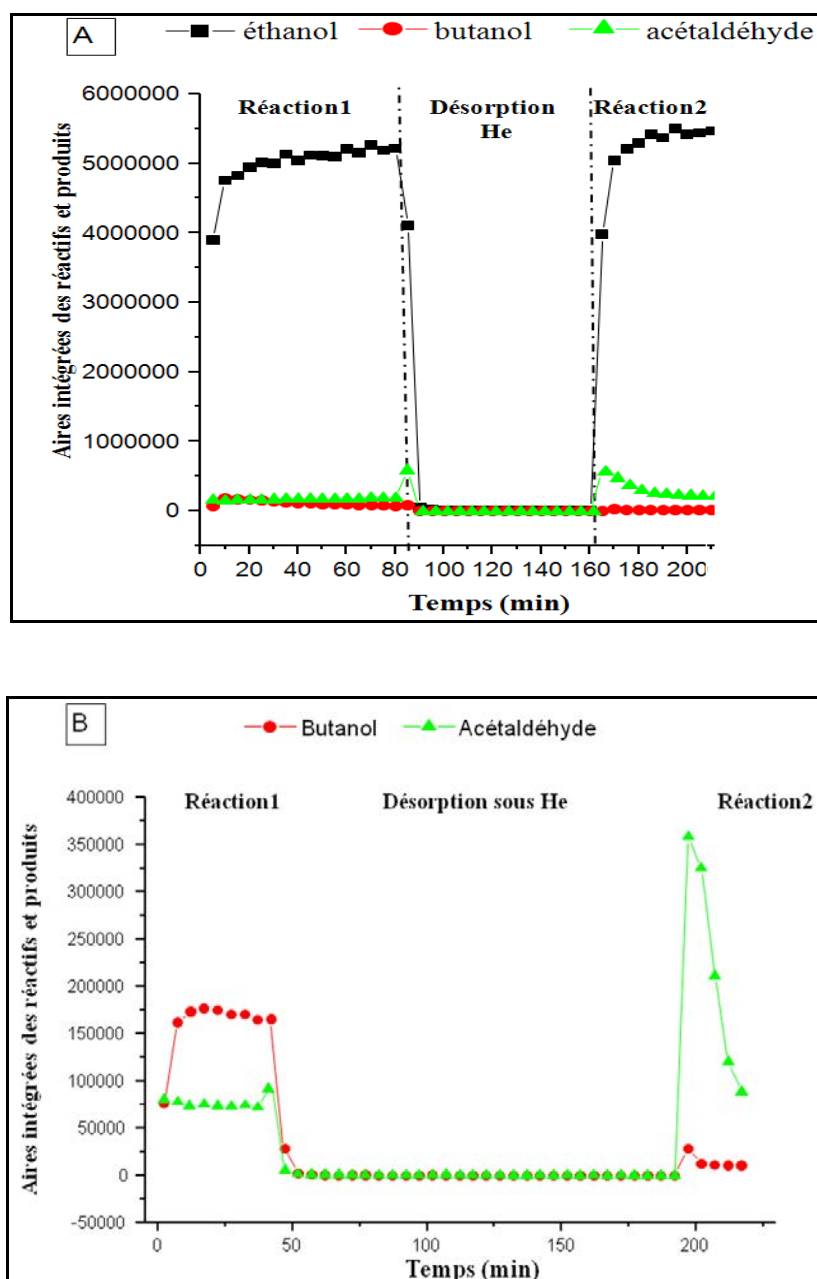 A
éthanol butanol acétaldéhyde
Réaction1 Désorption He Réaction2
Aires intégrées des réactifs et produits
6000000
5000000
4000000
3000000
2000000
1000000
0
0 20 40 60 80 100 120 140 160 180 200
Temps (min)
B
Butanol Acétaldéhyde
Réaction1 Désorption sous He Réaction2
Aires intégrées des réactifs et produits
400000
350000
300000
250000
200000
150000
100000
50000
0
-50000
0 50 100 150 200
Temps (min)